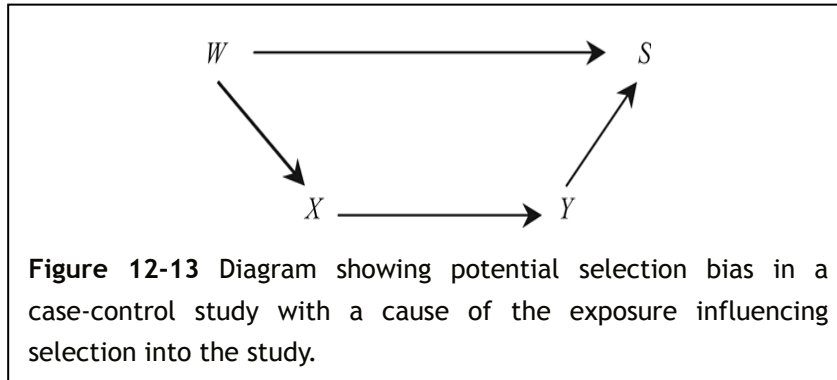 W S
X Y
Figure 12-13 Diagram showing potential selection bias in a
case-control study with a cause of the exposure influencing
selection into the study.